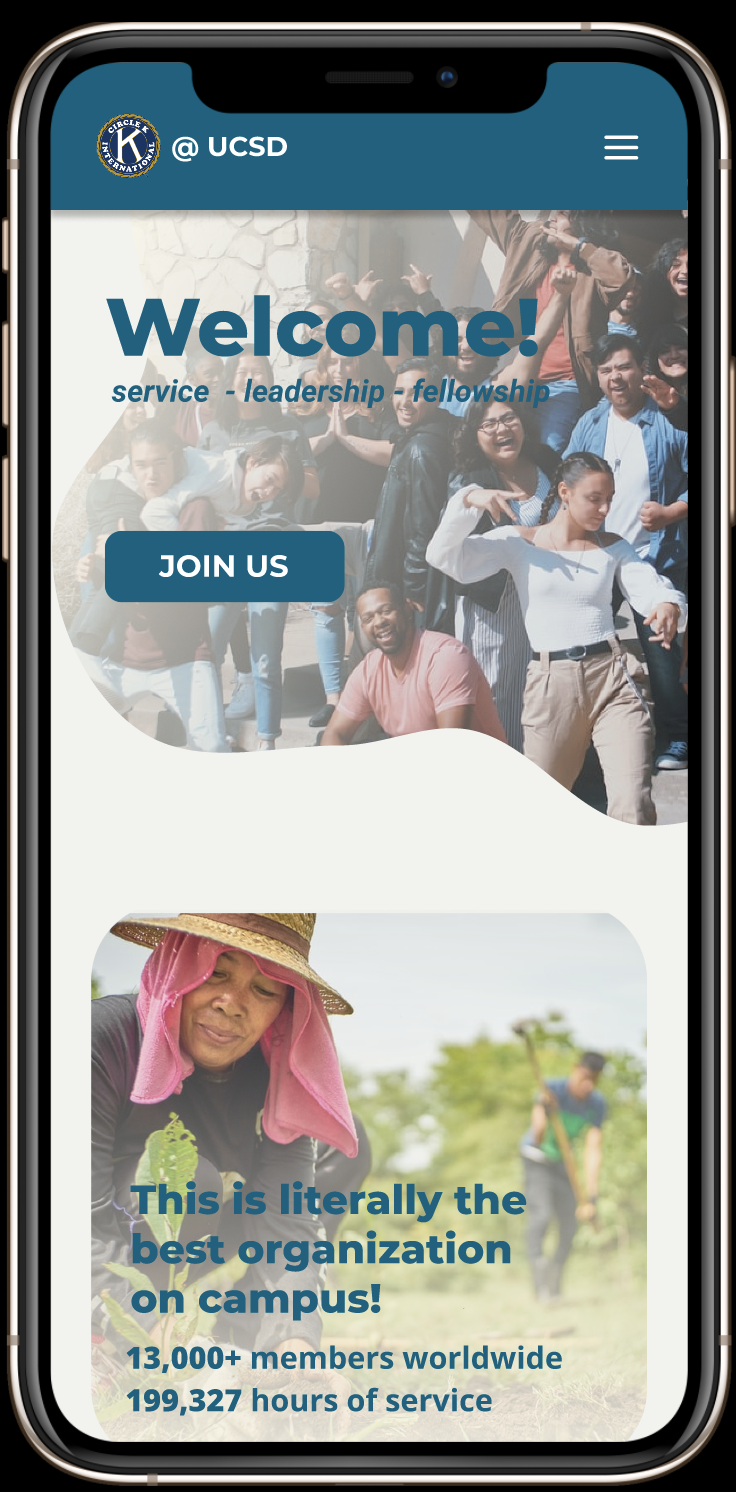 CIRCLE K
INTERNATIONAL
K
@ UCSD
Welcome!
service - leadership - fellowship
JOIN US
This is literally the
best organization
on campus!
13,000+ members worldwide
199,327 hours of service